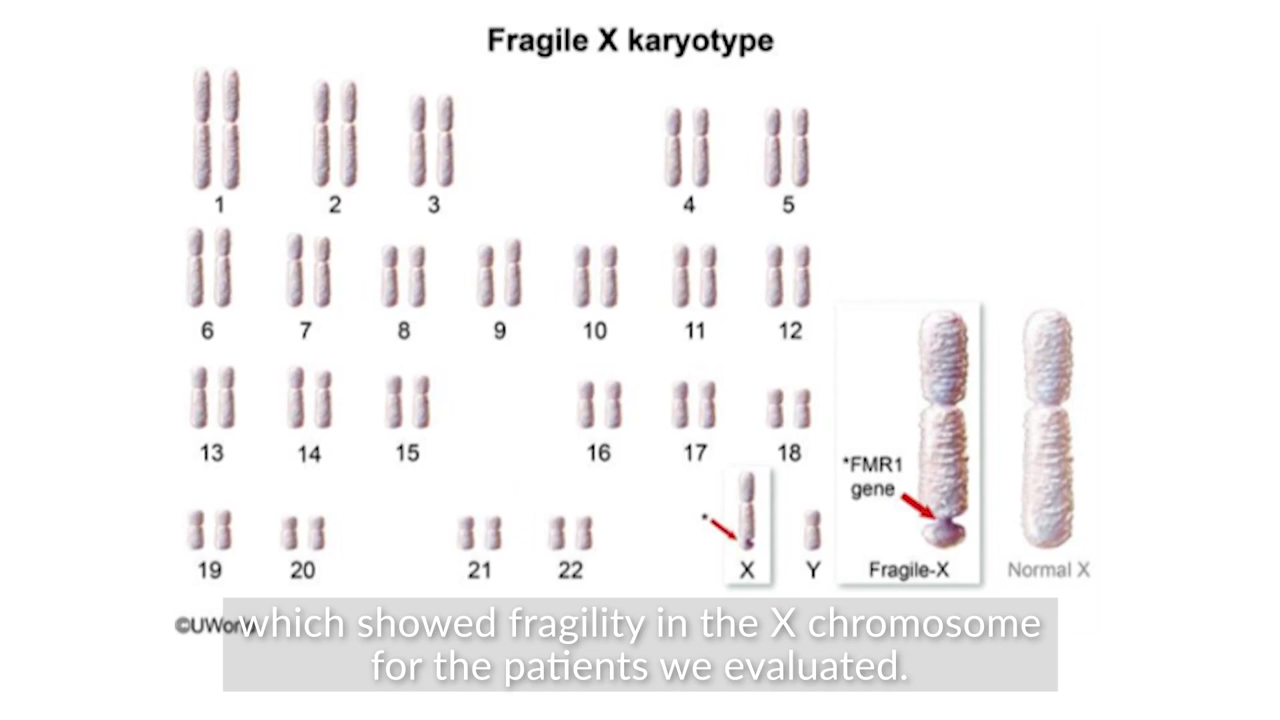 Fragile X karyotype
1 2 3 4 5
6 7 8 9 10 11 12
13 14 15 16 17 18
*FMR1
gene
*
19 20 21 22 X Y Fragile-X Normal X
©UWorld
which showed fragility in the X chromosome
for the patients we evaluated.